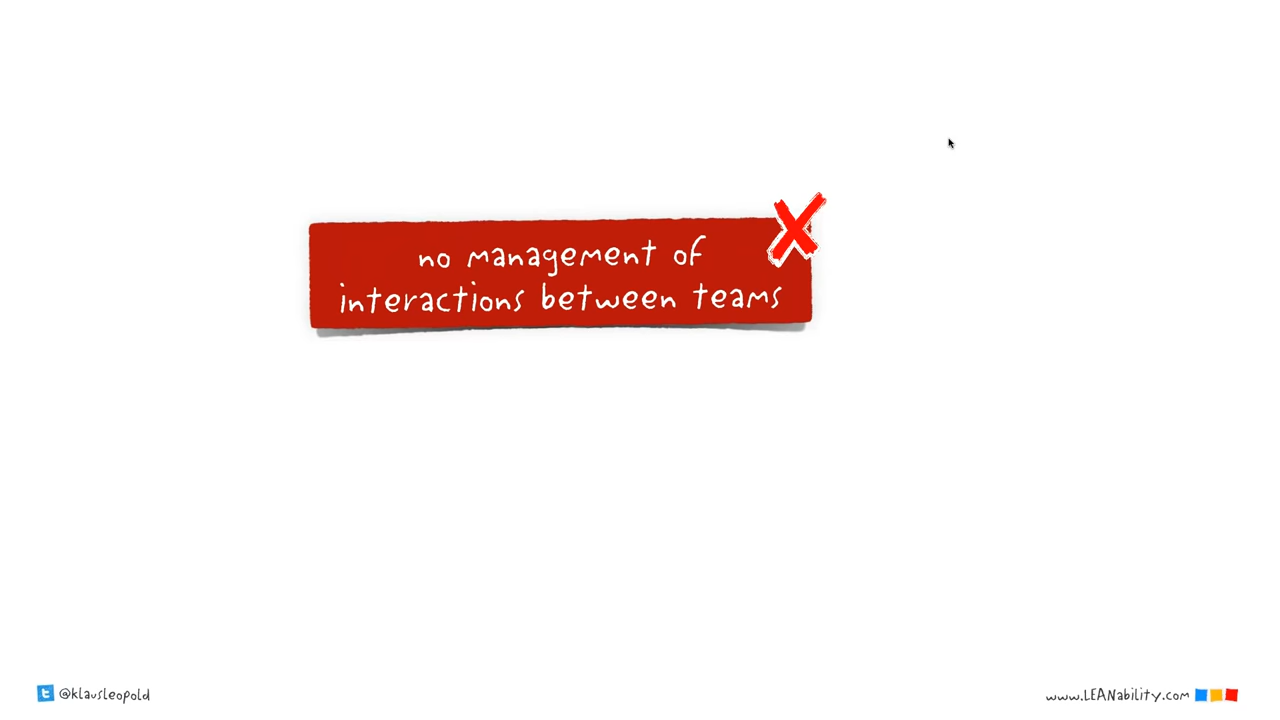 no management of
interactions between teams
@klausleopold
www.LEANability.com